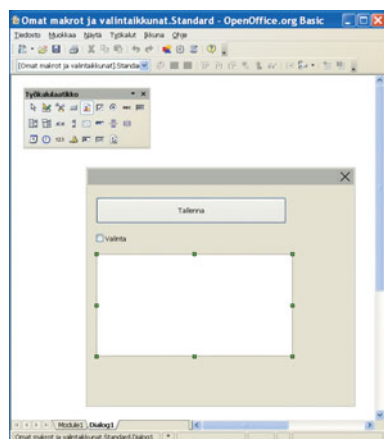 Omat makrot ja valintaikkunat.Standard - OpenOffice.org Basic
Tiedosto Muokkaa Näytä Työkalut Ikkuna Ohje
[Omat makrot ja valintaikkunat].Standa
Työkalulaatikko
Tallenna
Valinta
Module1 Dialog1
Omat makrot ja valintaikkunat.Standard.Dialog1 *